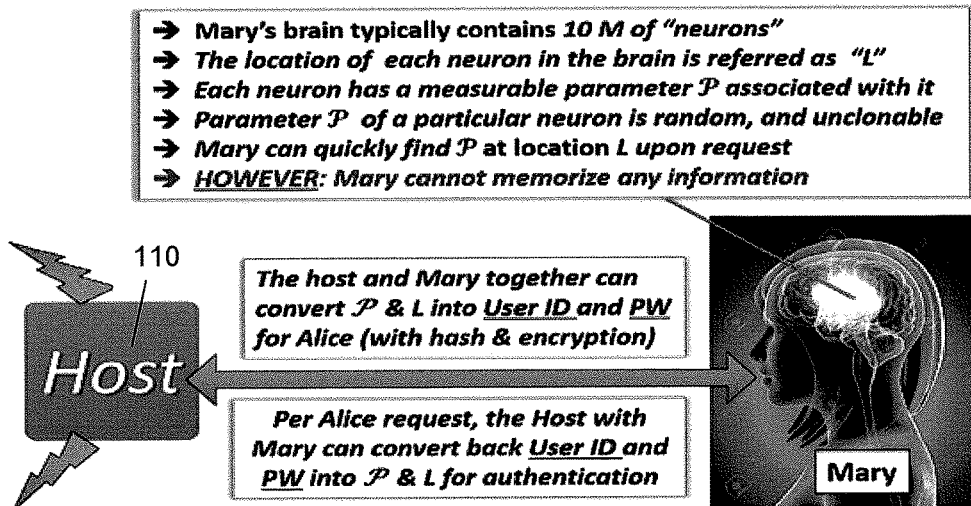 ➔ Mary's brain typically contains 10 M of "neurons"
➔ The location of each neuron in the brain is referred as "L"
➔ Each neuron has a measurable parameter 𝒫 associated with it
➔ Parameter 𝒫 of a particular neuron is random, and unclonable
➔ Mary can quickly find 𝒫 at location L upon request
➔ HOWEVER: Mary cannot memorize any information
110
Host
The host and Mary together can
convert 𝒫 & L into User ID and PW
for Alice (with hash & encryption)
Per Alice request, the Host with
Mary can convert back User ID and
PW into 𝒫 & L for authentication
Mary